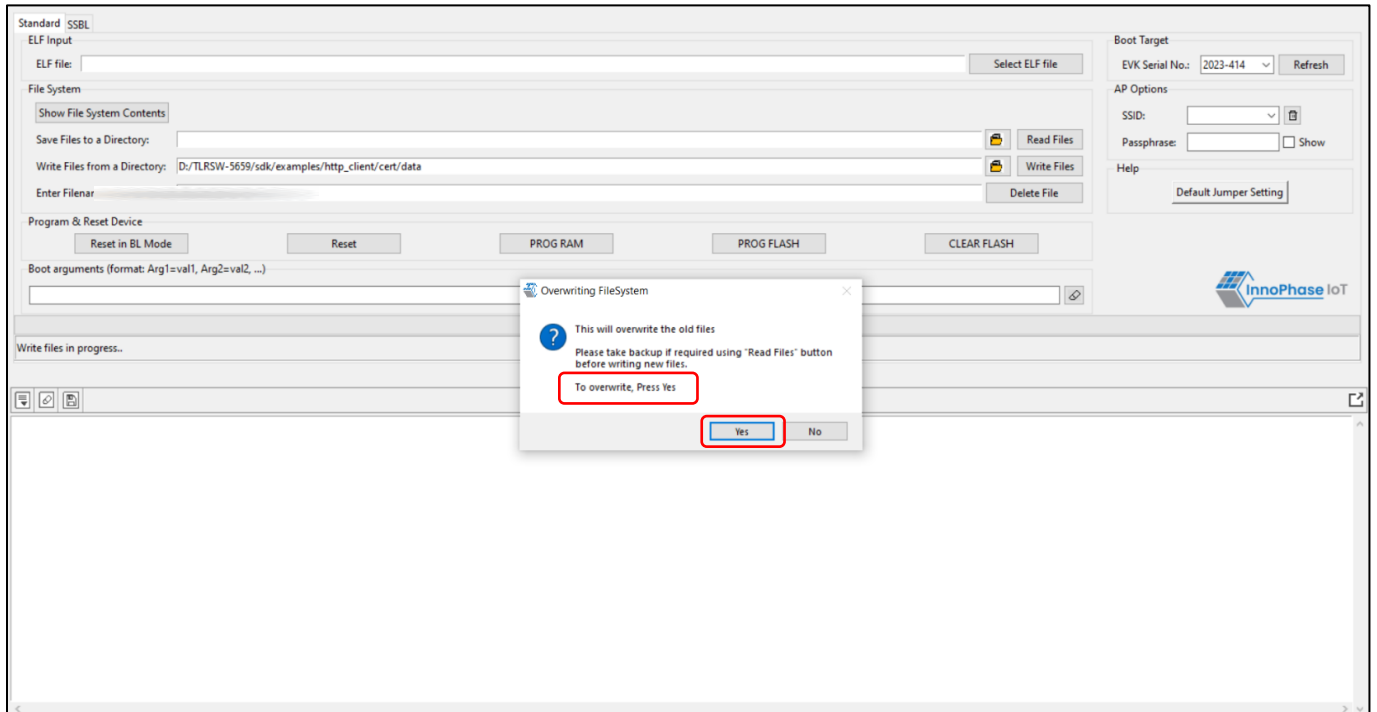 Standard SSBL
ELF Input
ELF file:
Select ELF file
Boot Target
EVK Serial No.: 2023-414 Refresh
File System
Show File System Contents
Save Files to a Directory:
Read Files
Write Files from a Directory: D:/TLRSW-5659/sdk/examples/http_client/cert/data
Write Files
Enter
Delete File
AP Options
SSID:
Passphrase: Show
Help
Default Jumper Setting
Program & Reset Device
Reset in BL Mode Reset PROG RAM PROG FLASH CLEAR FLASH
Boot arguments (format: Arg1=val1, Arg2=val2, ...)
InnoPhase IoT
Write files in progress..
Overwriting FileSystem
This will overwrite the old files
Please take backup if required using "Read Files" button
before writing new files.
To overwrite, Press Yes
Yes No